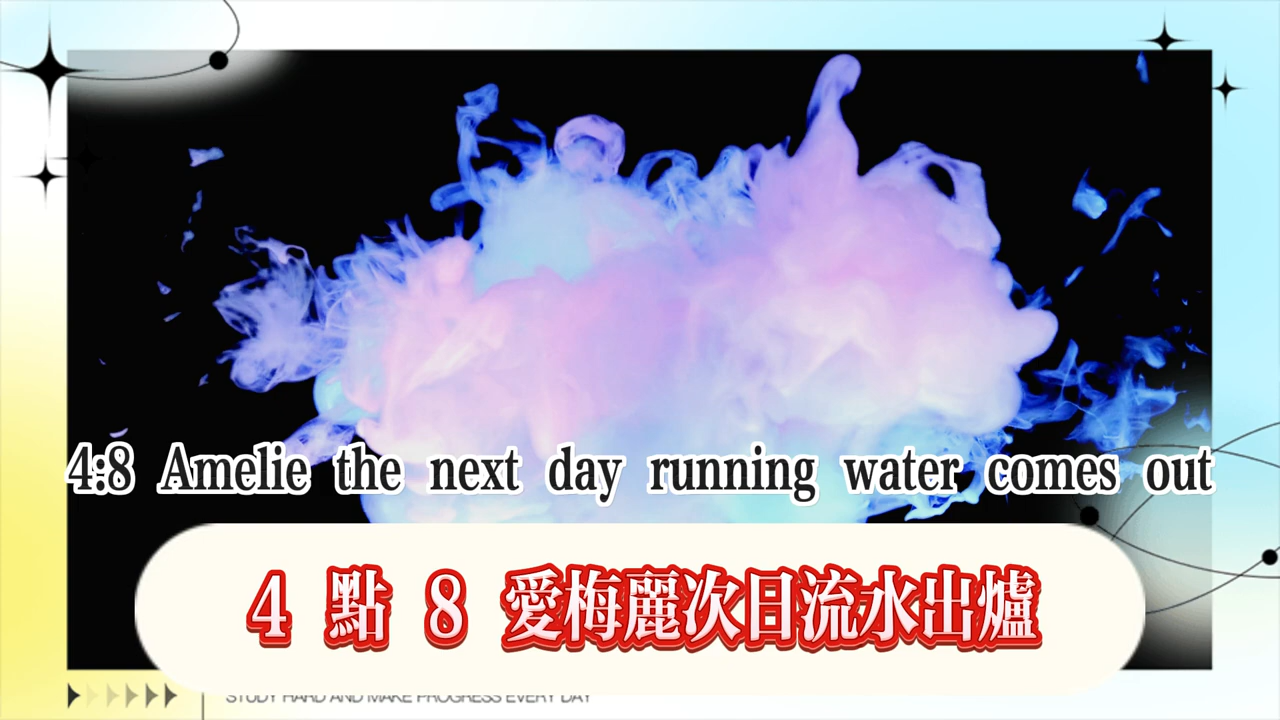 4:8 Amelie the next day running water comes out
4 點 8 愛梅麗次日流水出爐
STUDY HARD AND MAKE PROGRESS EVERY DAY